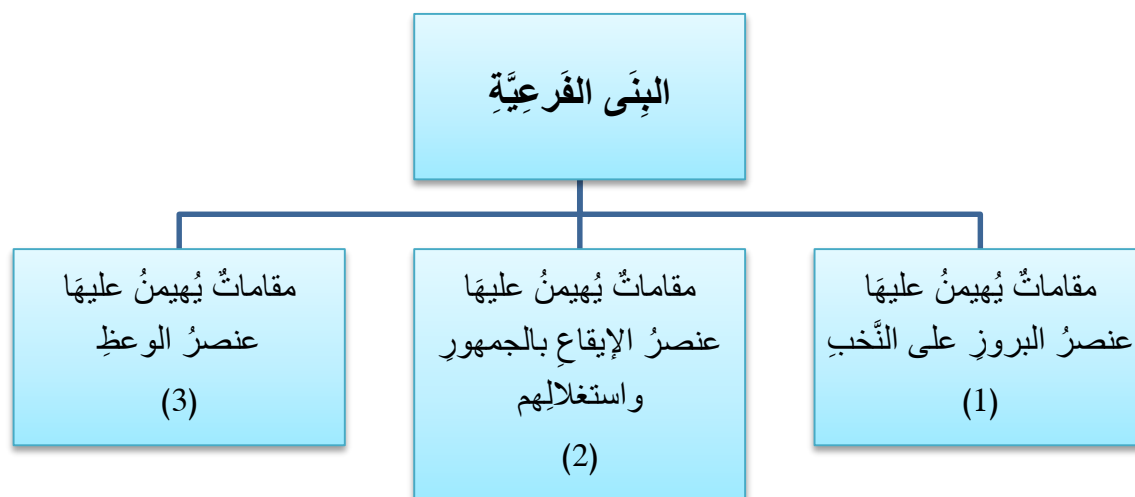 البِنَى الفَرعِيَّةِ
مقاماتٌ يُهيمنُ عليهَا
عنصرُ البروزِ على النَّخبِ
(1)
مقاماتٌ يُهيمنُ عليهَا
عنصرُ الإيقاعِ بالجمهورِ
واستغلالِهم
(2)
مقاماتٌ يُهيمنُ عليهَا
عنصرُ الوعظِ
(3)